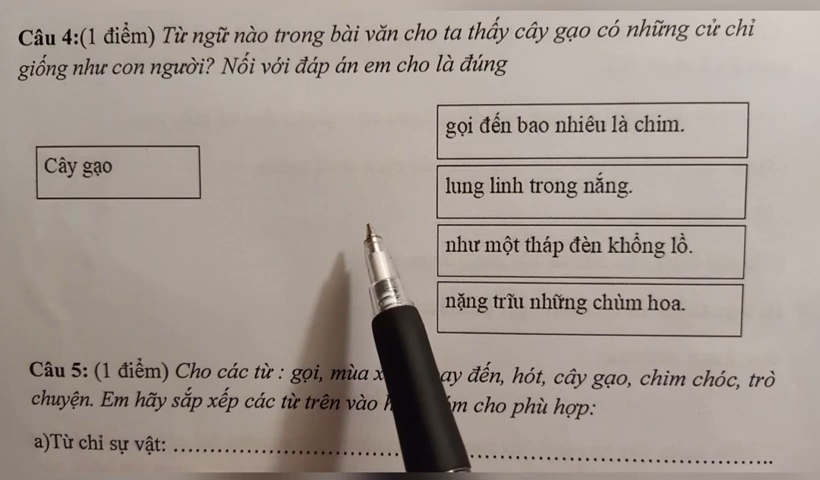 Câu 4:(1 điểm) Từ ngữ nào trong bài văn cho ta thấy cây gạo có những cử chỉ
giống như con người? Nối với đáp án em cho là đúng
gọi đến bao nhiêu là chim.
Cây gạo
lung linh trong nắng.
như một tháp đèn khổng lồ.
nặng trĩu những chùm hoa.
Câu 5: (1 điểm) Cho các từ : gọi, mùa đến, hót, cây gạo, chim chóc, trò
chuyện. Em hãy sắp xếp các từ trên vào cho phù hợp:
a)Từ chỉ sự vật: